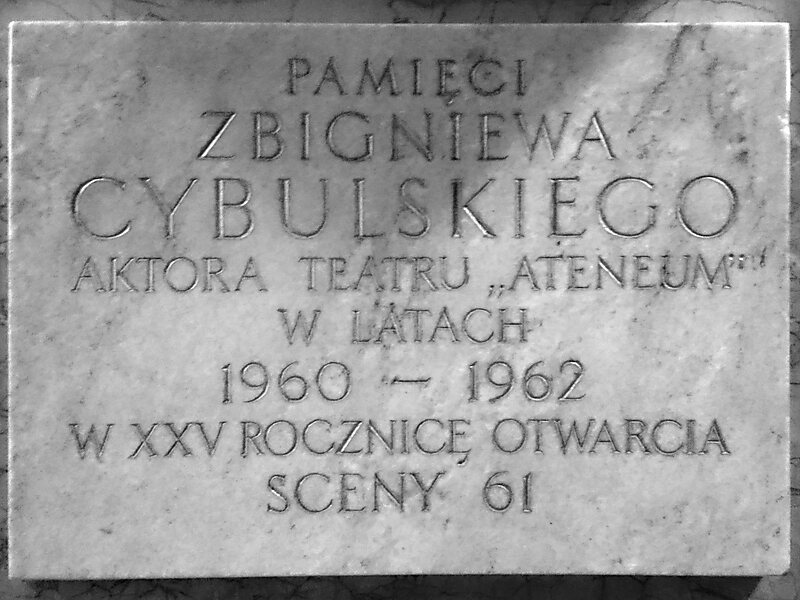 PAMIĘCI
ZBIGNIEWA
CYBULSKIEGO
AKTORA TEATRU „ATENEUM”
W LATACH
1960 — 1962
W XXV ROCZNICĘ OTWARCIA
SCENY 61